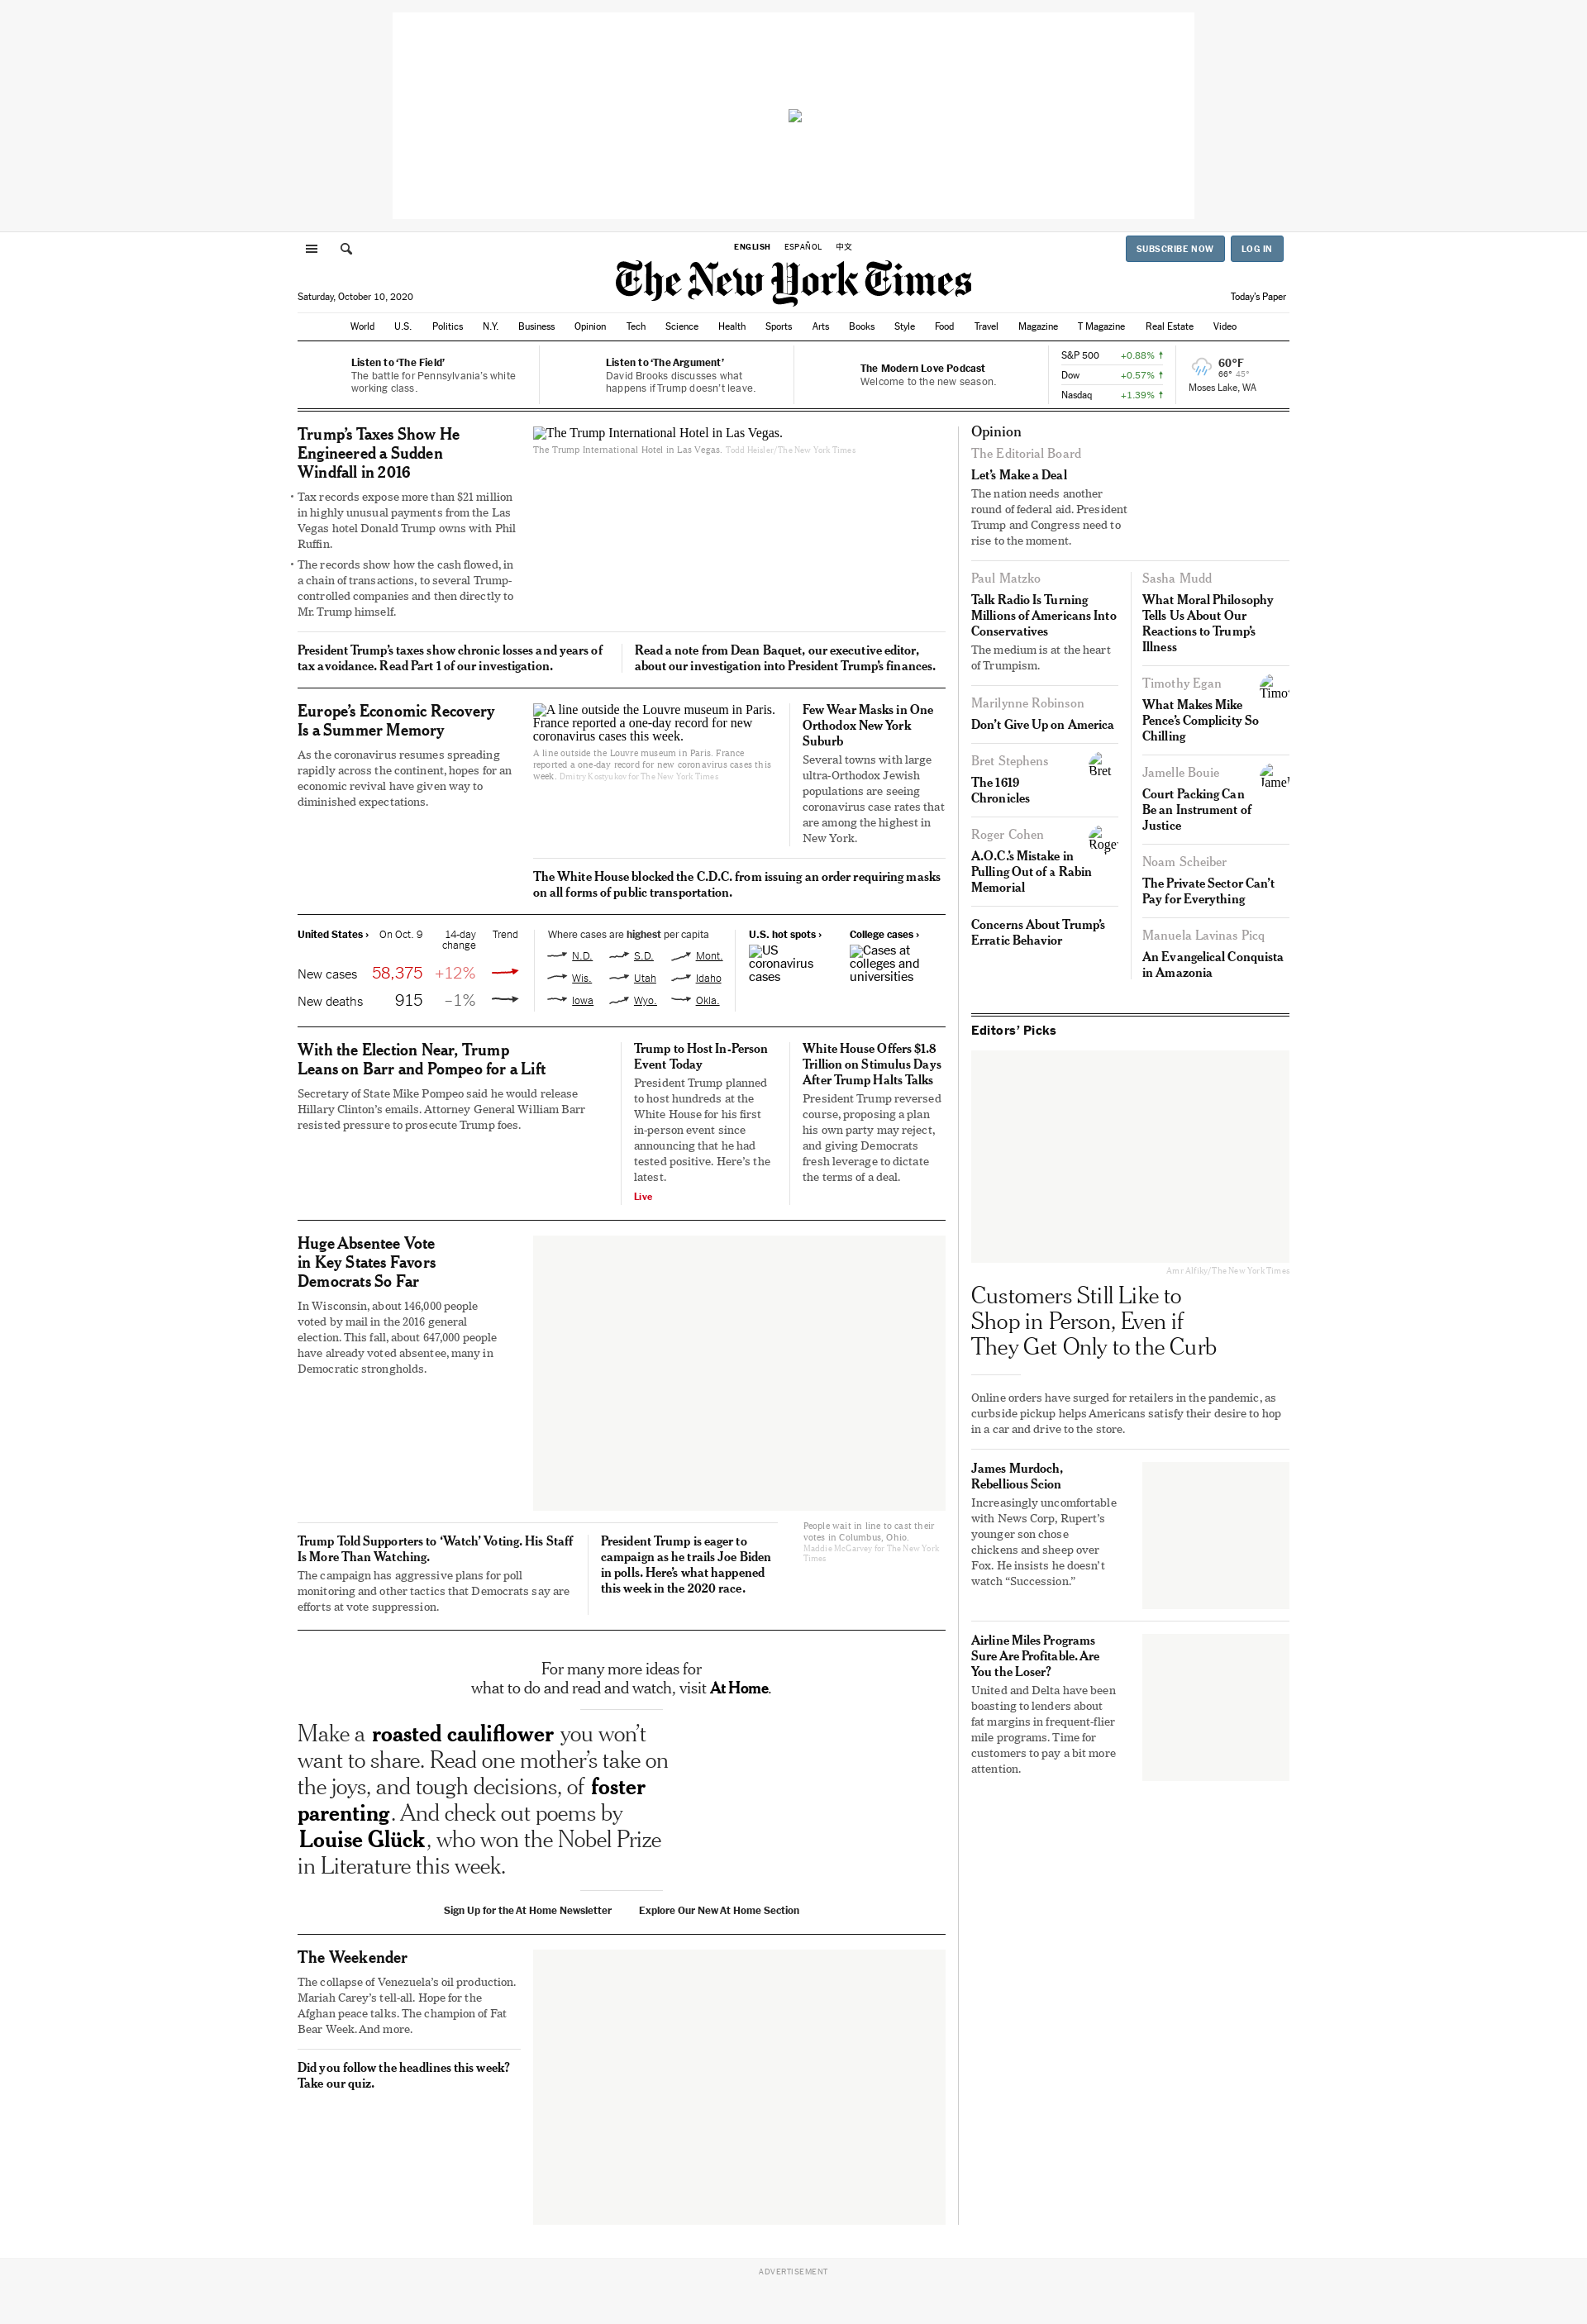 ENGLISH ESPAÑOL 中文
SUBSCRIBE NOW LOG IN
The New York Times
Saturday, October 10, 2020
Today's Paper
World U.S. Politics N.Y. Business Opinion Tech Science Health Sports Arts Books Style Food Travel Magazine T Magazine Real Estate Video
Listen to ‘The Field’
The battle for Pennsylvania's white
working class.
Listen to ‘The Argument’
David Brooks discusses what
happens if Trump doesn't leave.
The Modern Love Podcast
Welcome to the new season.
S&P 500 +0.88% ↑
Dow +0.57% ↑
Nasdaq +1.39% ↑
60°F
66° 45°
Moses Lake, WA
Trump’s Taxes Show He
Engineered a Sudden
Windfall in 2016
• Tax records expose more than $21 million
in highly unusual payments from the Las
Vegas hotel Donald Trump owns with Phil
Ruffin.
• The records show how the cash flowed, in
a chain of transactions, to several Trump-
controlled companies and then directly to
Mr. Trump himself.
The Trump International Hotel in Las Vegas.
The Trump International Hotel in Las Vegas. Todd Heisler/The New York Times
President Trump’s taxes show chronic losses and years of
tax avoidance. Read Part 1 of our investigation.
Read a note from Dean Baquet, our executive editor,
about our investigation into President Trump’s finances.
Europe’s Economic Recovery
Is a Summer Memory
As the coronavirus resumes spreading
rapidly across the continent, hopes for an
economic revival have given way to
diminished expectations.
A line outside the Louvre museum in Paris.
France reported a one-day record for new
coronavirus cases this week.
A line outside the Louvre museum in Paris. France
reported a one-day record for new coronavirus cases this
week. Dmitry Kostyukov for The New York Times
Few Wear Masks in One
Orthodox New York
Suburb
Several towns with large
ultra-Orthodox Jewish
populations are seeing
coronavirus case rates that
are among the highest in
New York.
The White House blocked the C.D.C. from issuing an order requiring masks
on all forms of public transportation.
United States › On Oct. 9 14-day
change Trend
New cases 58,375 +12%
New deaths 915 –1%
Where cases are highest per capita
N.D. S.D. Mont.
Wis. Utah Idaho
Iowa Wyo. Okla.
U.S. hot spots ›
US
coronavirus
cases
College cases ›
Cases at
colleges and
universities
With the Election Near, Trump
Leans on Barr and Pompeo for a Lift
Secretary of State Mike Pompeo said he would release
Hillary Clinton’s emails. Attorney General William Barr
resisted pressure to prosecute Trump foes.
Trump to Host In-Person
Event Today
President Trump planned
to host hundreds at the
White House for his first
in-person event since
announcing that he had
tested positive. Here’s the
latest.
Live
White House Offers $1.8
Trillion on Stimulus Days
After Trump Halts Talks
President Trump reversed
course, proposing a plan
his own party may reject,
and giving Democrats
fresh leverage to dictate
the terms of a deal.
Huge Absentee Vote
in Key States Favors
Democrats So Far
In Wisconsin, about 146,000 people
voted by mail in the 2016 general
election. This fall, about 647,000 people
have already voted absentee, many in
Democratic strongholds.
People wait in line to cast their
votes in Columbus, Ohio.
Maddie McGarvey for The New York
Times
Trump Told Supporters to ‘Watch’ Voting. His Staff
Is More Than Watching.
The campaign has aggressive plans for poll
monitoring and other tactics that Democrats say are
efforts at vote suppression.
President Trump is eager to
campaign as he trails Joe Biden
in polls. Here’s what happened
this week in the 2020 race.
For many more ideas for
what to do and read and watch, visit At Home.
Make a roasted cauliflower you won’t
want to share. Read one mother’s take on
the joys, and tough decisions, of foster
parenting. And check out poems by
Louise Glück, who won the Nobel Prize
in Literature this week.
Sign Up for the At Home Newsletter Explore Our New At Home Section
The Weekender
The collapse of Venezuela’s oil production.
Mariah Carey’s tell-all. Hope for the
Afghan peace talks. The champion of Fat
Bear Week. And more.
Did you follow the headlines this week?
Take our quiz.
Opinion
The Editorial Board
Let’s Make a Deal
The nation needs another
round of federal aid. President
Trump and Congress need to
rise to the moment.
Paul Matzko
Talk Radio Is Turning
Millions of Americans Into
Conservatives
The medium is at the heart
of Trumpism.
Marilynne Robinson
Don’t Give Up on America
Bret Stephens
Bret
The 1619
Chronicles
Roger Cohen
Roge
A.O.C.’s Mistake in
Pulling Out of a Rabin
Memorial
Concerns About Trump’s
Erratic Behavior
Sasha Mudd
What Moral Philosophy
Tells Us About Our
Reactions to Trump’s
Illness
Timothy Egan
Timo
What Makes Mike
Pence’s Complicity So
Chilling
Jamelle Bouie
Jamel
Court Packing Can
Be an Instrument of
Justice
Noam Scheiber
The Private Sector Can’t
Pay for Everything
Manuela Lavinas Picq
An Evangelical Conquista
in Amazonia
Editors’ Picks
Amr Alfiky/The New York Times
Customers Still Like to
Shop in Person, Even if
They Get Only to the Curb
Online orders have surged for retailers in the pandemic, as
curbside pickup helps Americans satisfy their desire to hop
in a car and drive to the store.
James Murdoch,
Rebellious Scion
Increasingly uncomfortable
with News Corp, Rupert’s
younger son chose
chickens and sheep over
Fox. He insists he doesn’t
watch “Succession.”
Airline Miles Programs
Sure Are Profitable. Are
You the Loser?
United and Delta have been
boasting to lenders about
fat margins in frequent-flier
mile programs. Time for
customers to pay a bit more
attention.
ADVERTISEMENT